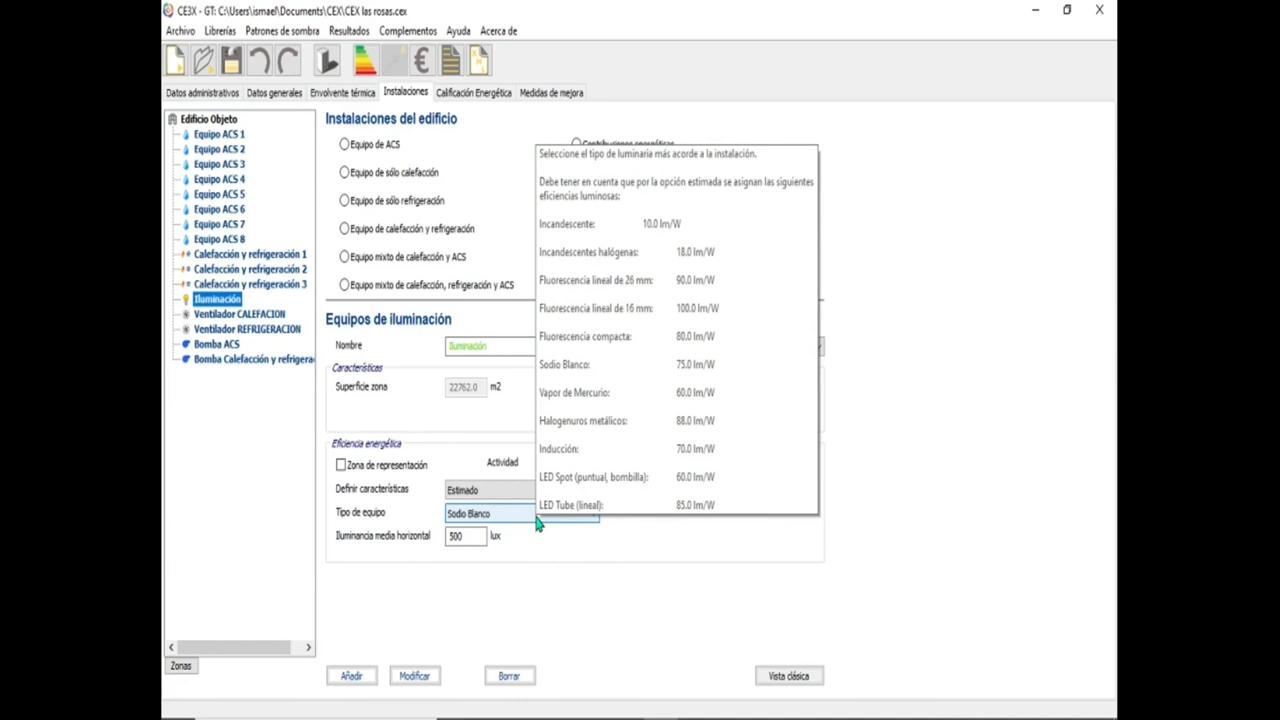 CE3X - GT: C:\Users\ismael\Documents\CEX\CEX las rosas.cex
Archivo Librerías Patrones de sombra Resultados Complementos Ayuda Acerca de
Datos administrativos Datos generales Envolvente térmica Instalaciones Calificación Energética Medidas de mejora
Edificio Objeto
Equipo ACS 1
Equipo ACS 2
Equipo ACS 3
Equipo ACS 4
Equipo ACS 5
Equipo ACS 6
Equipo ACS 7
Equipo ACS 8
Calefacción y refrigeración 1
Calefacción y refrigeración 2
Calefacción y refrigeración 3
Iluminación
Ventilador CALEFACION
Ventilador REFRIGERACION
Bomba ACS
Bomba Calefacción y refrigera
Zonas
Instalaciones del edificio
Equipo de ACS
Equipo de sólo calefacción
Equipo de sólo refrigeración
Equipo de calefacción y refrigeración
Equipo mixto de calefacción y ACS
Equipo mixto de calefacción, refrigeración y ACS
Seleccione el tipo de luminaria más acorde a la instalación.
Debe tener en cuenta que por la opción estimada se asignan las siguientes
eficiencias luminosas:
Incandescente: 10.0 lm/W
Incandescentes halógenas: 18.0 lm/W
Fluorescencia lineal de 26 mm: 90.0 lm/W
Fluorescencia lineal de 16 mm: 100.0 lm/W
Fluorescencia compacta: 80.0 lm/W
Sodio Blanco: 75.0 lm/W
Vapor de Mercurio: 60.0 lm/W
Halogenuros metálicos: 88.0 lm/W
Inducción: 70.0 lm/W
LED Spot (puntual, bombilla): 60.0 lm/W
LED Tube (lineal): 85.0 lm/W
Equipos de iluminación
Nombre Iluminación
Características
Superficie zona 22762.0 m2
Eficiencia energética
Zona de representación Actividad
Definir características Estimado
Tipo de equipo Sodio Blanco
Iluminancia media horizontal 500 lux
Añadir Modificar Borrar Vista clásica